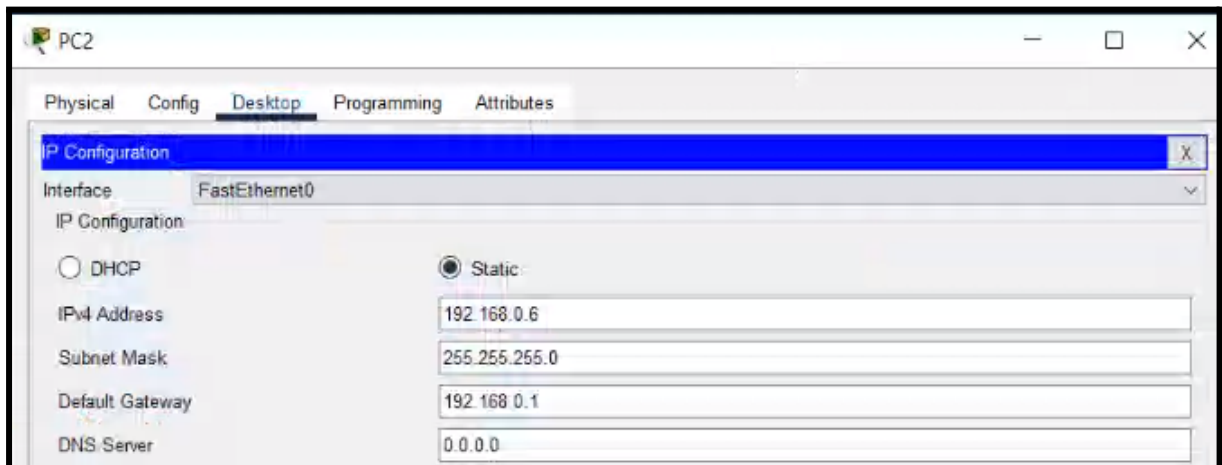 PC2
Physical Config Desktop Programming Attributes
IP Configuration X
Interface FastEthernet0
IP Configuration
DHCP Static
IPv4 Address 192.168.0.6
Subnet Mask 255.255.255.0
Default Gateway 192.168.0.1
DNS Server 0.0.0.0